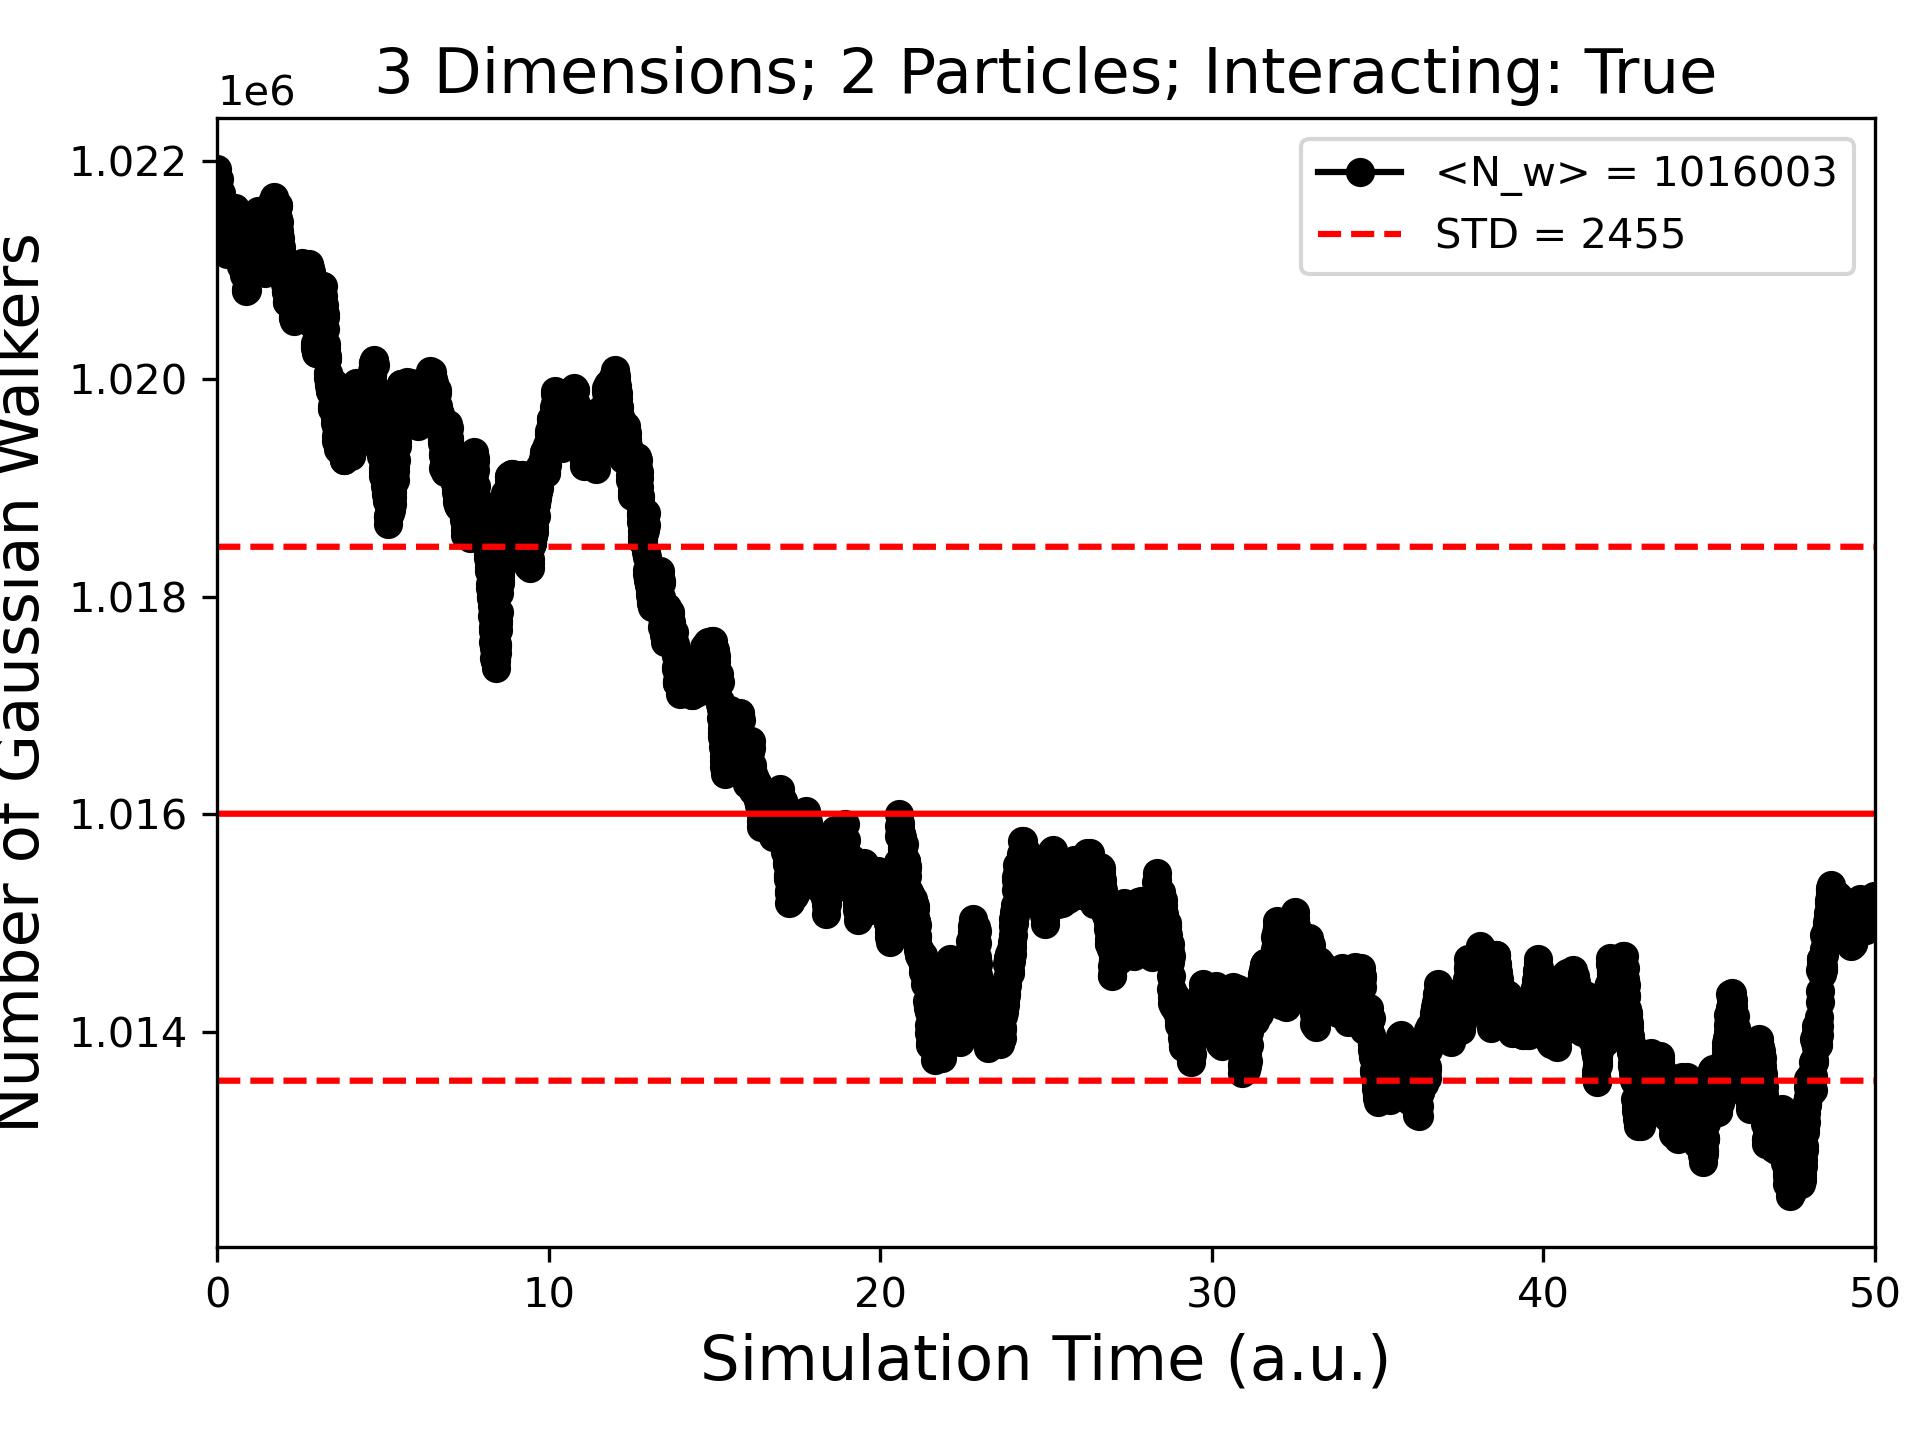 3 Dimensions; 2 Particles; Interacting: True
1e6
<N_w> = 1016003
STD = 2455
Number of Gaussian Walkers
1.022
1.020
1.018
1.016
1.014
0 10 20 30 40 50
Simulation Time (a.u.)